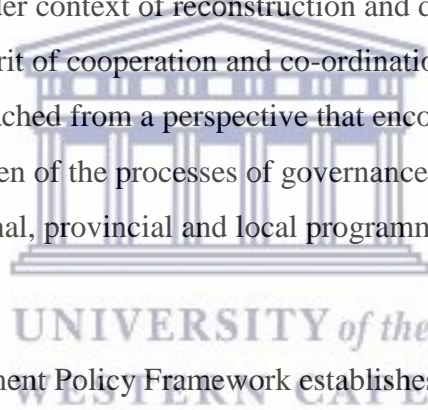 der context of reconstruction and d
rit of cooperation and co-ordinatio
ched from a perspective that enco
en of the processes of governance
nal, provincial and local programm
UNIVERSITY of the
ment Policy Framework establishes
WESTERN CAPE